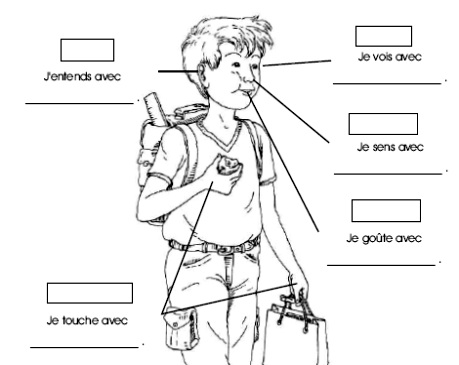 J'entends avec
.
Je vois avec
.
Je sens avec
.
Je goûte avec
.
Je touche avec
.